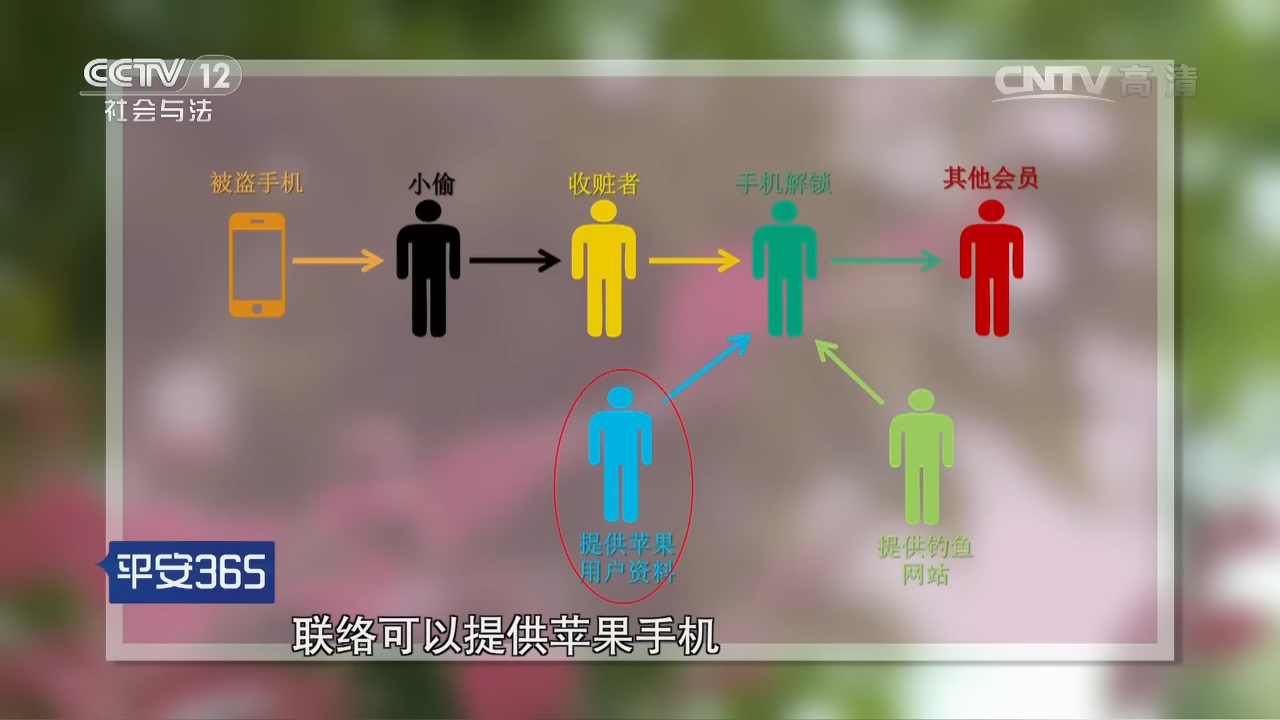 CCTV 12
社会与法
CNTV 高清
被盗手机
小偷
收赃者
手机解锁
其他会员
提供苹果
用户资料
提供钓鱼
网站
平安365
联络可以提供苹果手机